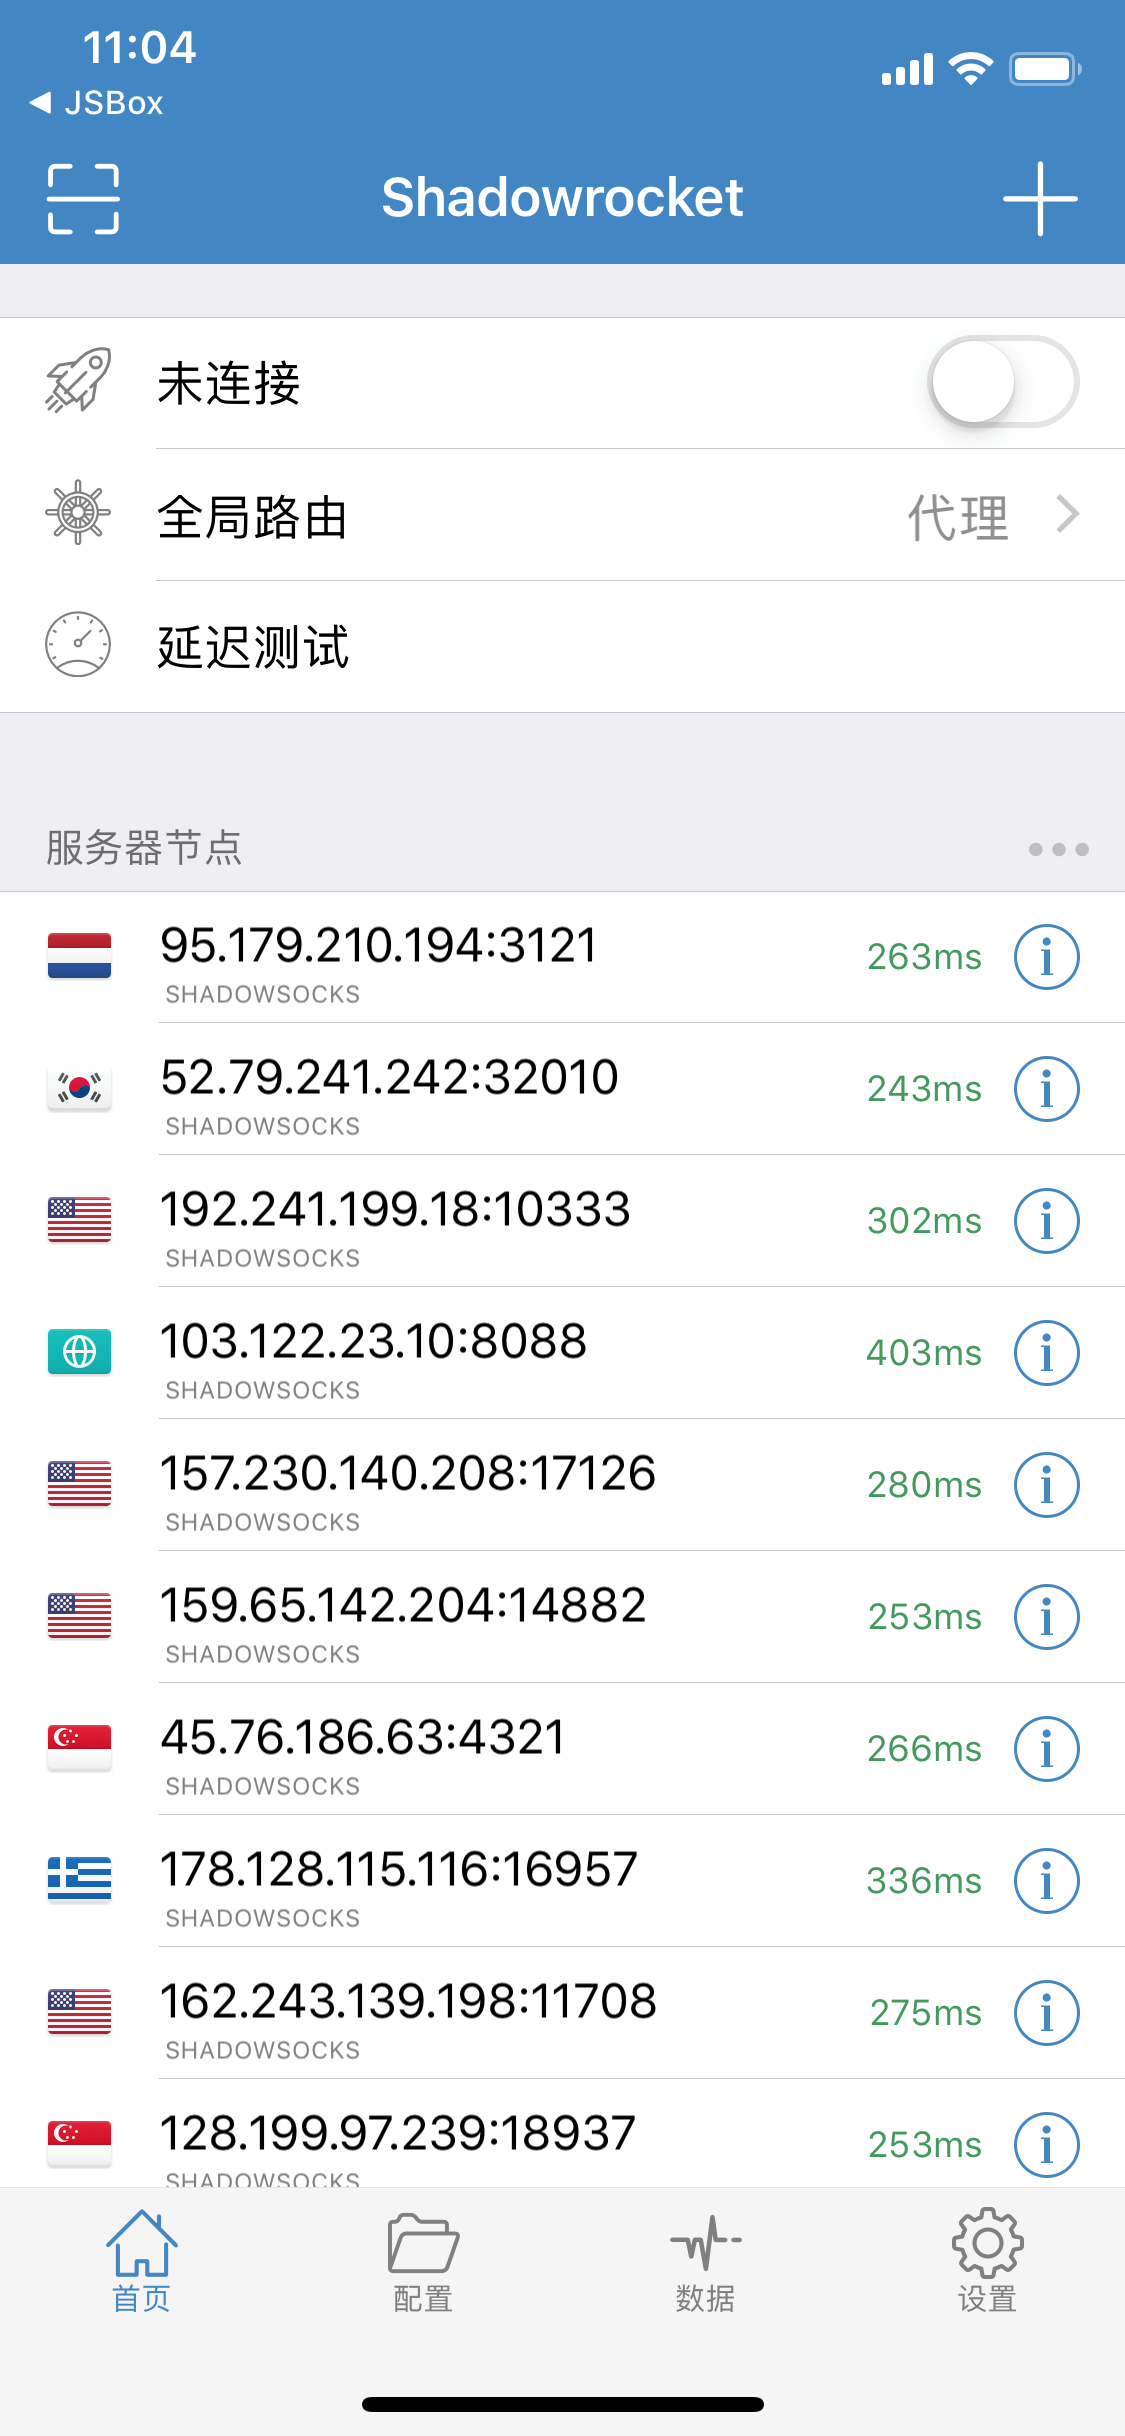 11:04
◀ JSBox
Shadowrocket
未连接
全局路由 代理
延迟测试
服务器节点
95.179.210.194:3121 263ms
SHADOWSOCKS
52.79.241.242:32010 243ms
SHADOWSOCKS
192.241.199.18:10333 302ms
SHADOWSOCKS
103.122.23.10:8088 403ms
SHADOWSOCKS
157.230.140.208:17126 280ms
SHADOWSOCKS
159.65.142.204:14882 253ms
SHADOWSOCKS
45.76.186.63:4321 266ms
SHADOWSOCKS
178.128.115.116:16957 336ms
SHADOWSOCKS
162.243.139.198:11708 275ms
SHADOWSOCKS
128.199.97.239:18937 253ms
SHADOWSOCKS
首页 配置 数据 设置